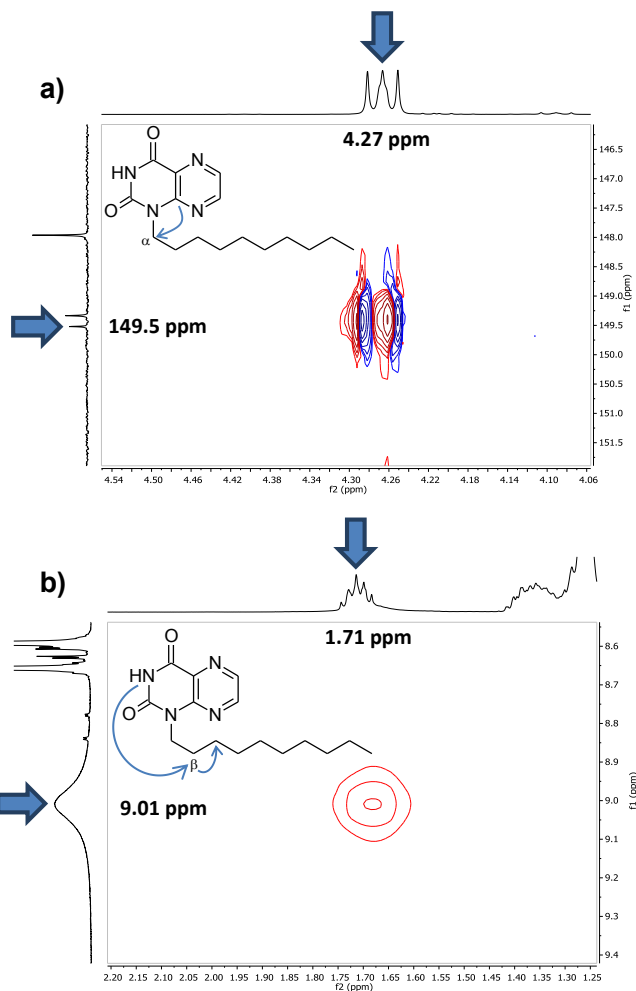 a)
4.27 ppm
O
HN
N
O
N
N
α
149.5 ppm
146.5
147.0
147.5
148.0
148.5
149.0
149.5
150.0
150.5
151.0
151.5
f1 (ppm)
4.54 4.50 4.46 4.42 4.38 4.34 4.30 4.26 4.22 4.18 4.14 4.10 4.06
f2 (ppm)
b)
1.71 ppm
O
HN
N
O
N
N
β
9.01 ppm
8.6
8.7
8.8
8.9
9.0
9.1
9.2
9.3
9.4
f1 (ppm)
2.20 2.15 2.10 2.05 2.00 1.95 1.90 1.85 1.80 1.75 1.70 1.65 1.60 1.55 1.50 1.45 1.40 1.35 1.30 1.25
f2 (ppm)